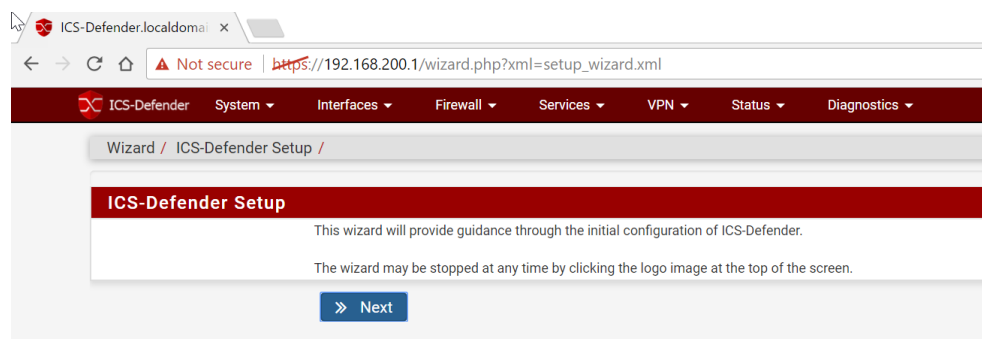 ICS-Defender.localdomai
Not secure | https://192.168.200.1/wizard.php?xml=setup_wizard.xml
ICS-Defender System Interfaces Firewall Services VPN Status Diagnostics
Wizard / ICS-Defender Setup /
ICS-Defender Setup
This wizard will provide guidance through the initial configuration of ICS-Defender.
The wizard may be stopped at any time by clicking the logo image at the top of the screen.
Next